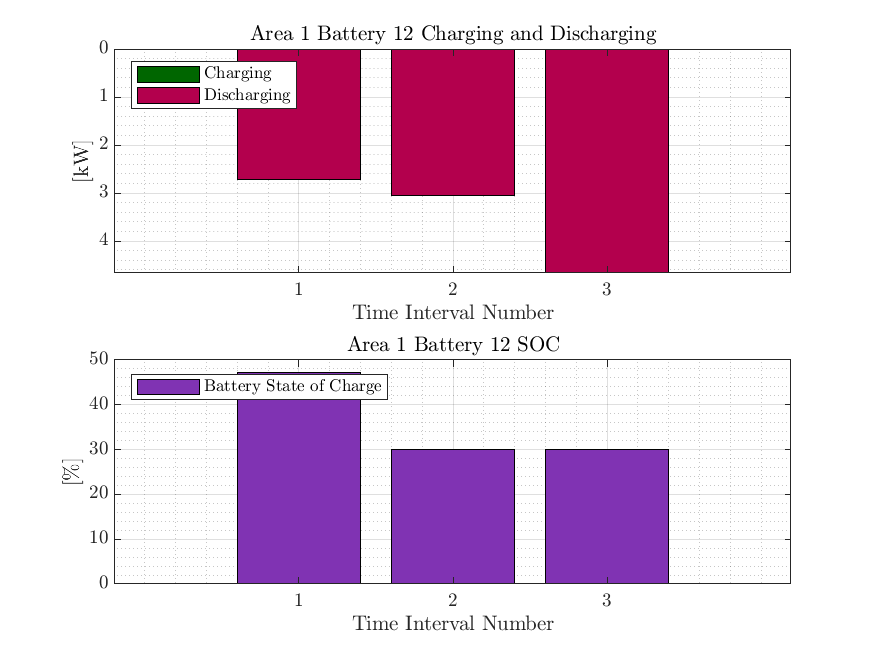 Area 1 Battery 12 Charging and Discharging
0
Charging
1
Discharging
2
[kW]
3
4
1 2 3
Time Interval Number
Area 1 Battery 12 SOC
50
Battery State of Charge
40
30
[%]
20
10
0
1 2 3
Time Interval Number